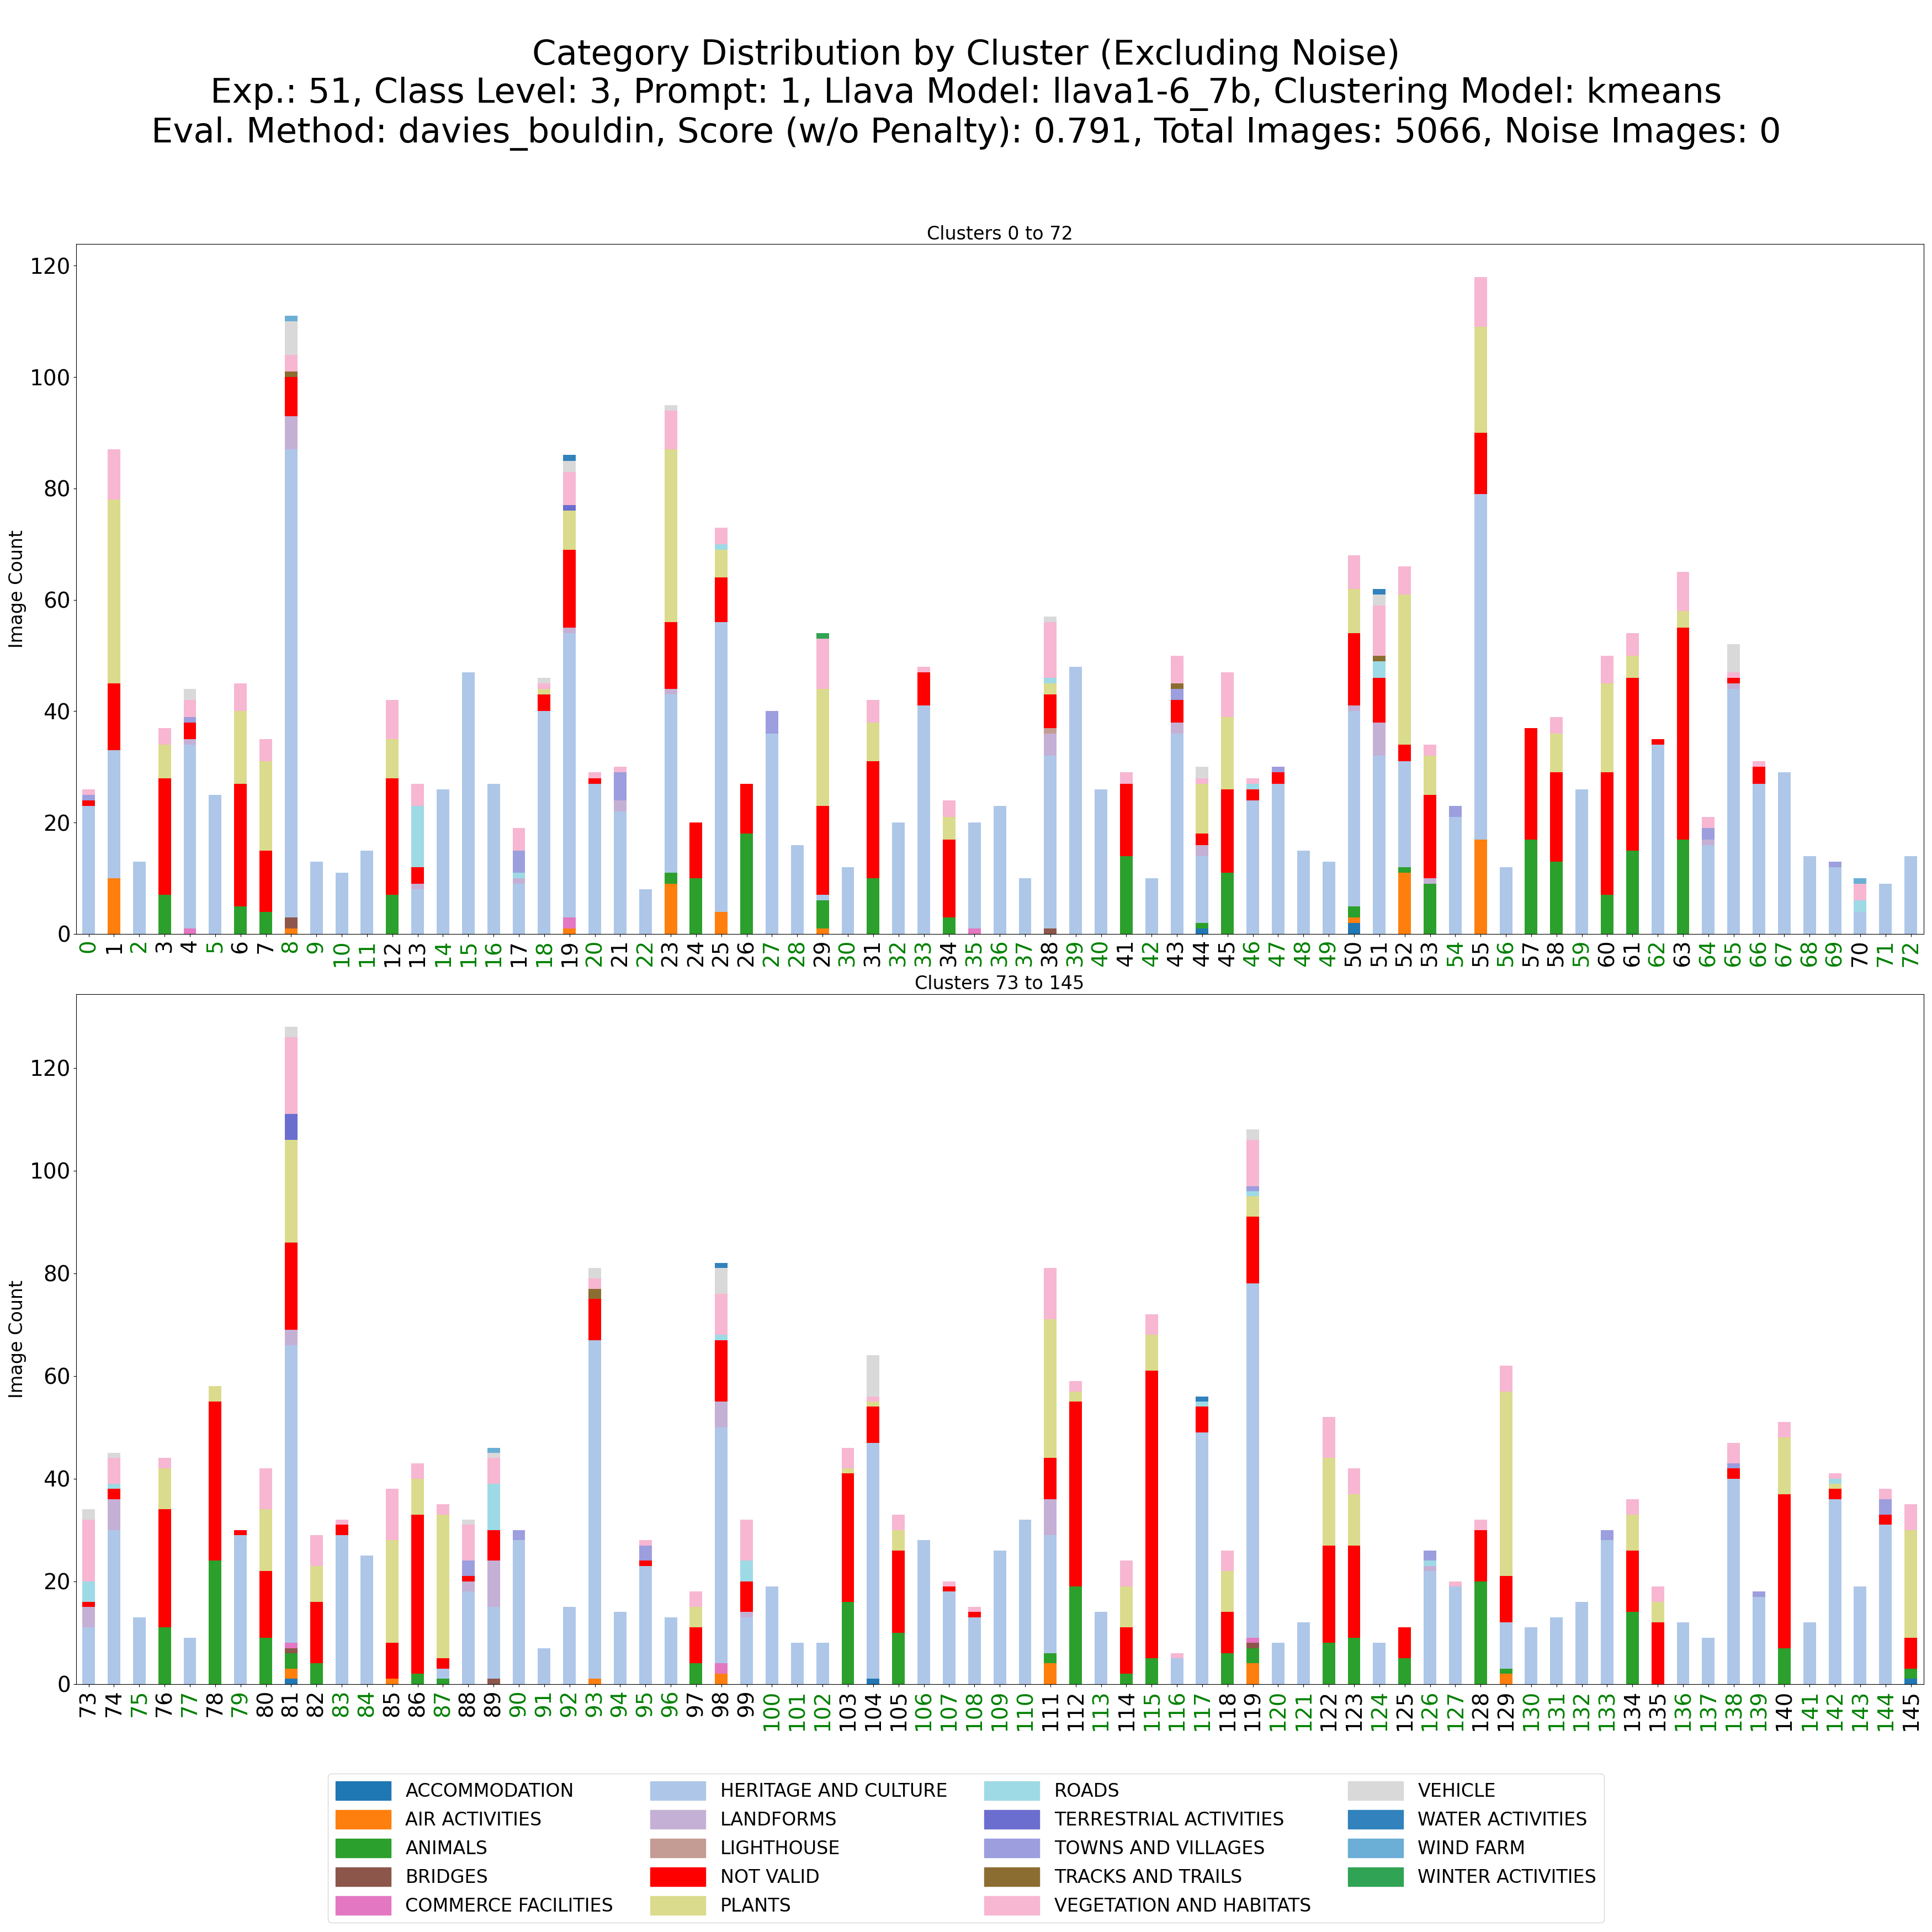 Category Distribution by Cluster (Excluding Noise)
Exp.: 51, Class Level: 3, Prompt: 1, Llava Model: llava1-6_7b, Clustering Model: kmeans
Eval. Method: davies_bouldin, Score (w/o Penalty): 0.791, Total Images: 5066, Noise Images: 0
Clusters 0 to 72
120
100
80
60
40
20
0
Image Count
0 1 2 3 4 5 6 7 8 9 10 11 12 13 14 15 16 17 18 19 20 21 22 23 24 25 26 27 28 29 30 31 32 33 34 35 36 37 38 39 40 41 42 43 44 45 46 47 48 49 50 51 52 53 54 55 56 57 58 59 60 61 62 63 64 65 66 67 68 69 70 71 72
Clusters 73 to 145
120
100
80
60
40
20
0
Image Count
73 74 75 76 77 78 79 80 81 82 83 84 85 86 87 88 89 90 91 92 93 94 95 96 97 98 99 100 101 102 103 104 105 106 107 108 109 110 111 112 113 114 115 116 117 118 119 120 121 122 123 124 125 126 127 128 129 130 131 132 133 134 135 136 137 138 139 140 141 142 143 144 145
ACCOMMODATION
AIR ACTIVITIES
ANIMALS
BRIDGES
COMMERCE FACILITIES
HERITAGE AND CULTURE
LANDFORMS
LIGHTHOUSE
NOT VALID
PLANTS
ROADS
TERRESTRIAL ACTIVITIES
TOWNS AND VILLAGES
TRACKS AND TRAILS
VEGETATION AND HABITATS
VEHICLE
WATER ACTIVITIES
WIND FARM
WINTER ACTIVITIES